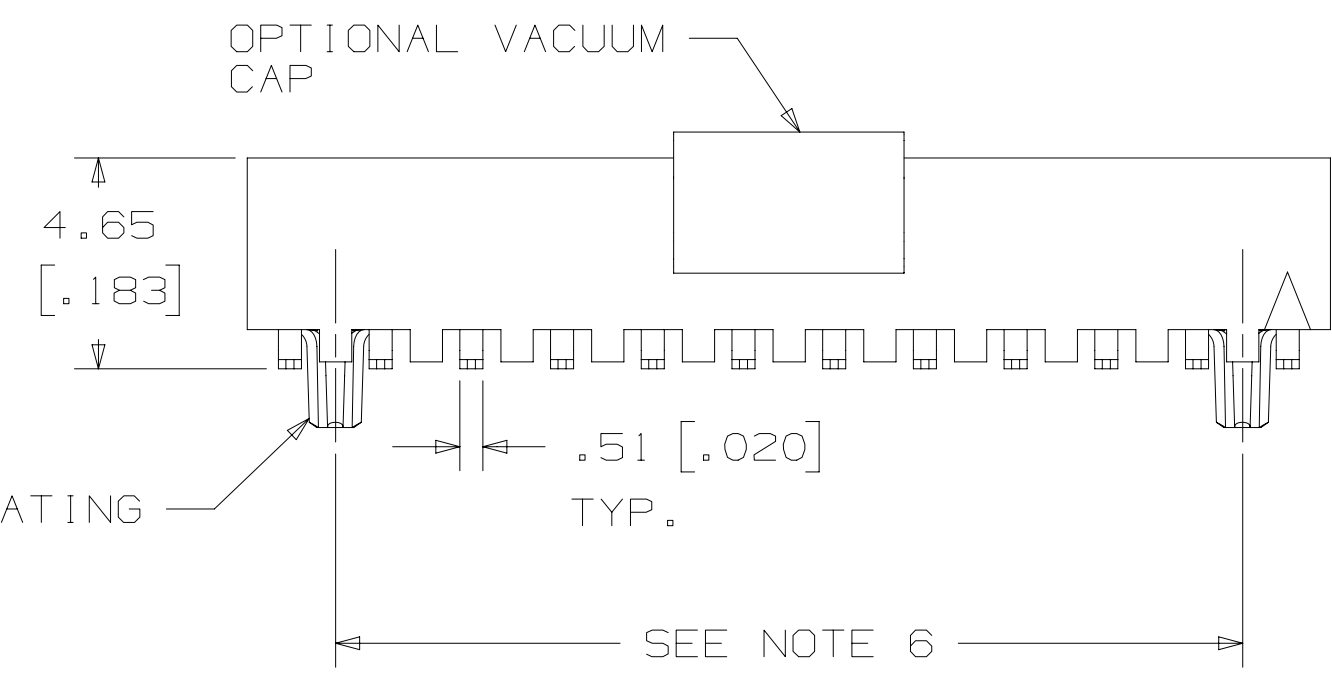 OPTIONAL VACUUM
CAP
4.65
[.183]
.51 [.020]
TYP.
ATING
SEE NOTE 6